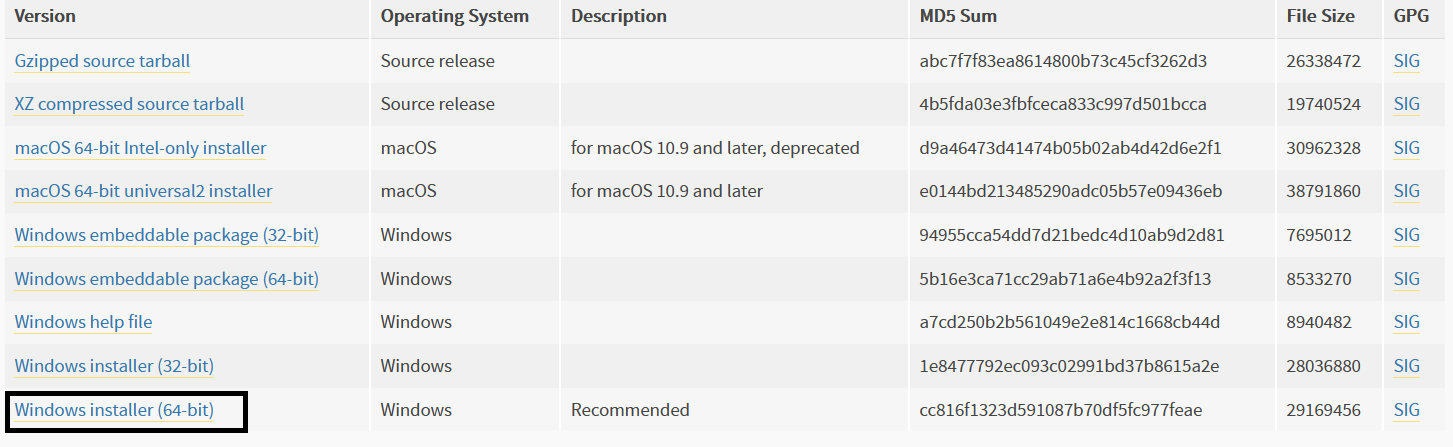 Version Operating System Description MD5 Sum File Size GPG
Gzipped source tarball Source release abc7f7f83ea8614800b73c45cf3262d3 26338472 SIG
XZ compressed source tarball Source release 4b5fda03e3fbfceca833c997d501bcca 19740524 SIG
macOS 64-bit Intel-only installer macOS for macOS 10.9 and later, deprecated d9a46473d41474b05b02ab4d42d6e2f1 30962328 SIG
macOS 64-bit universal2 installer macOS for macOS 10.9 and later e0144bd213485290adc05b57e09436eb 38791860 SIG
Windows embeddable package (32-bit) Windows 94955cca54dd7d21bedc4d10ab9d2d81 7695012 SIG
Windows embeddable package (64-bit) Windows 5b16e3ca71cc29ab71a6e4b92a2f3f13 8533270 SIG
Windows help file Windows a7cd250b2b561049e2e814c1668cb44d 8940482 SIG
Windows installer (32-bit) Windows 1e8477792ec093c02991bd37b8615a2e 28036880 SIG
Windows installer (64-bit) Windows Recommended cc816f1323d591087b70df5fc977feae 29169456 SIG